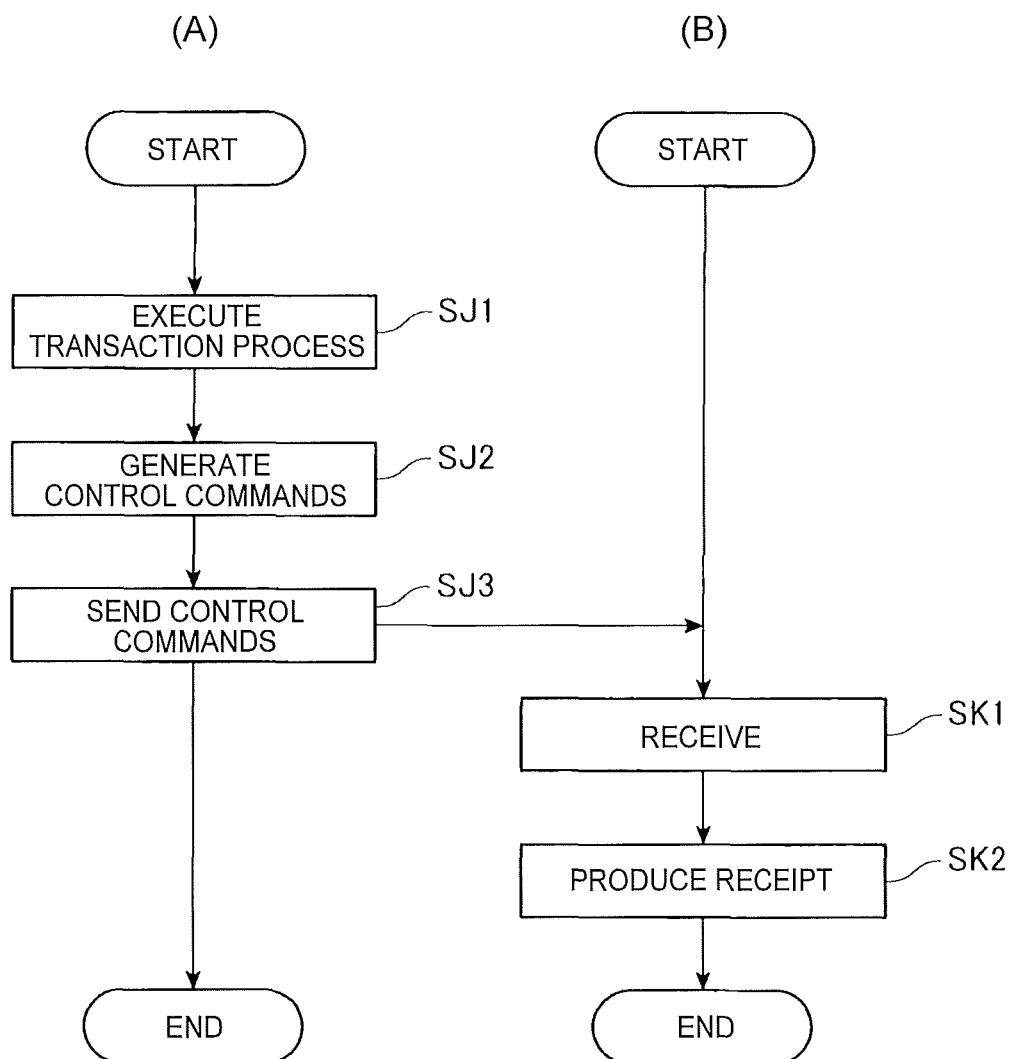 (A)
START
EXECUTE
TRANSACTION PROCESS
SJ1
GENERATE
CONTROL COMMANDS
SJ2
SEND CONTROL
COMMANDS
SJ3
END
(B)
START
RECEIVE
SK1
PRODUCE RECEIPT
SK2
END